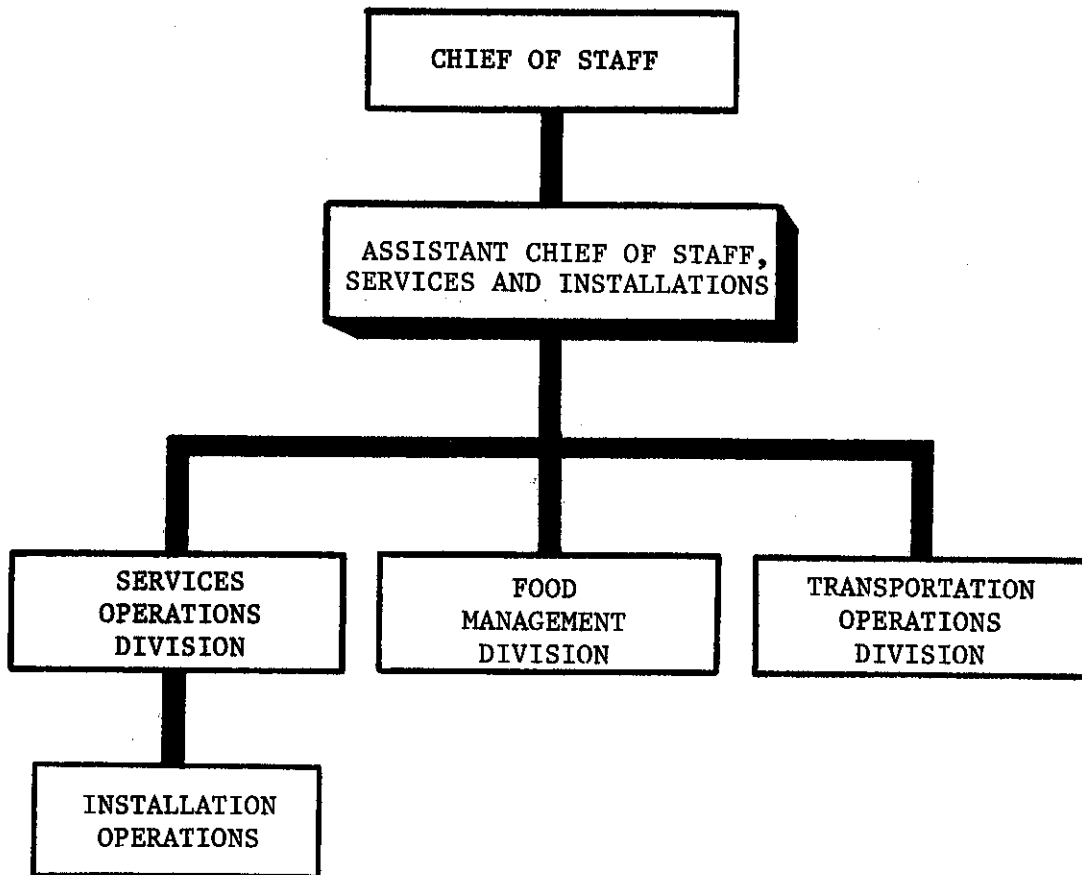 CHIEF OF STAFF
ASSISTANT CHIEF OF STAFF,
SERVICES AND INSTALLATIONS
SERVICES
OPERATIONS
DIVISION
FOOD
MANAGEMENT
DIVISION
TRANSPORTATION
OPERATIONS
DIVISION
INSTALLATION
OPERATIONS